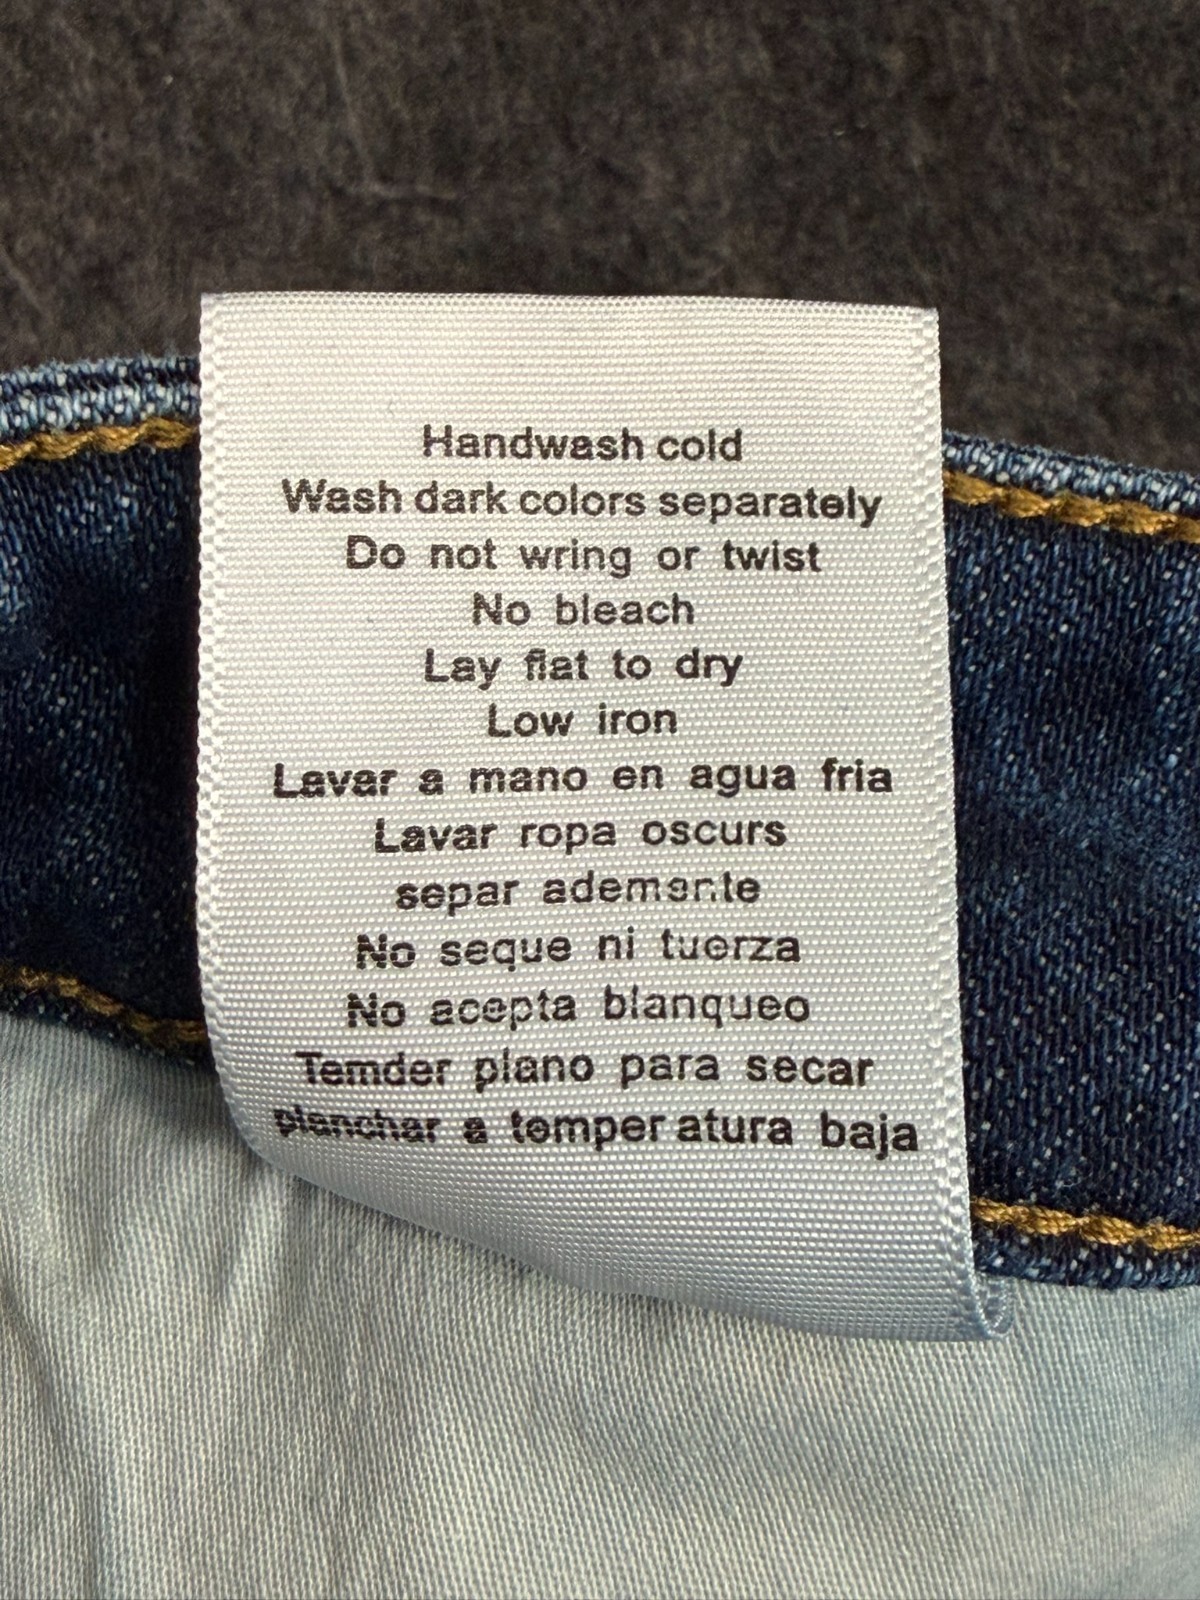 Handwash cold
Wash dark colors separately
Do not wring or twist
No bleach
Lay flat to dry
Low iron
Lavar a mano en agua fria
Lavar ropa oscurs
separ ademente
No seque ni tuerza
No acepta blanqueo
Temder plano para secar
planchar a temper atura baja